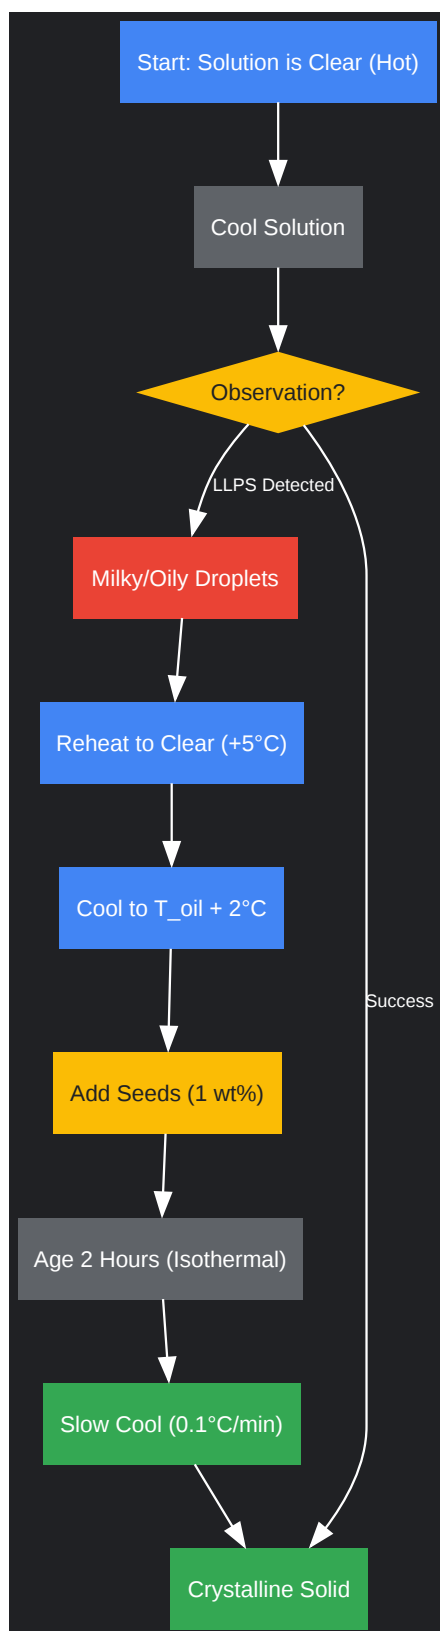 Start: Solution is Clear (Hot)
Cool Solution
Observation?
LLPS Detected
Milky/Oily Droplets
Reheat to Clear (+5°C)
Cool to T_oil + 2°C
Success
Add Seeds (1 wt%)
Age 2 Hours (Isothermal)
Slow Cool (0.1°C/min)
Crystalline Solid